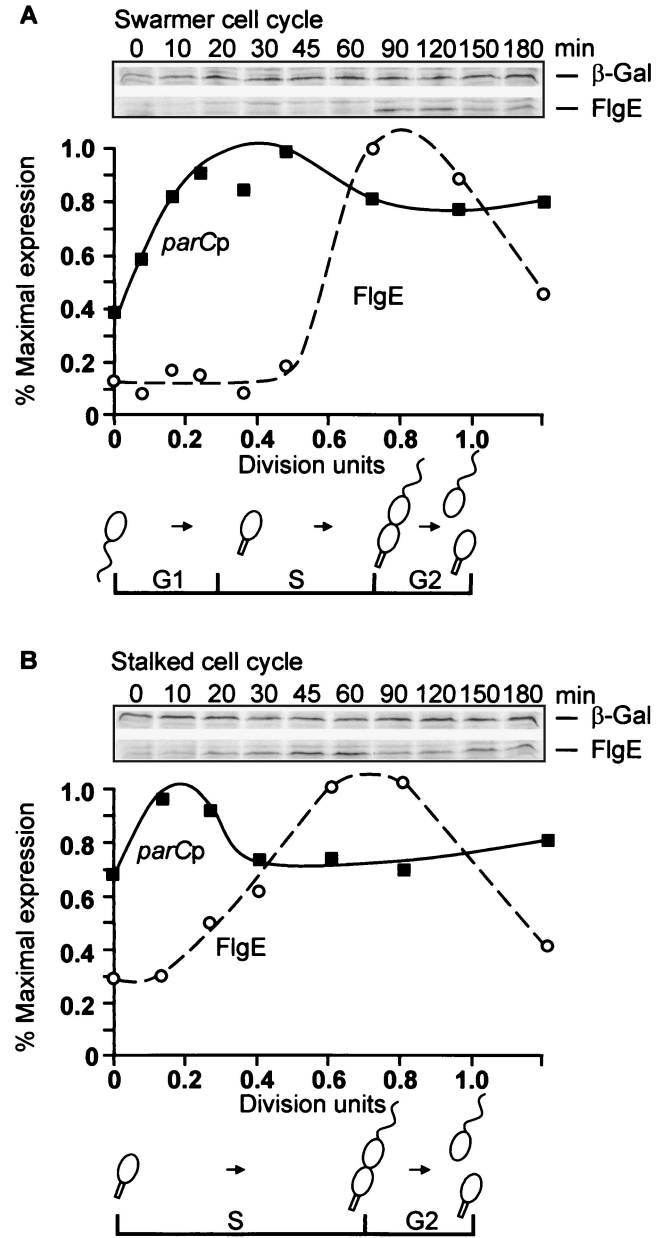 A
Swarmer cell cycle
0 10 20 30 45 60 90 120 150 180 min
β-Gal
FlgE
% Maximal expression
1.0
0.8
0.6
0.4
0.2
0
parCp
FlgE
0 0.2 0.4 0.6 0.8 1.0
Division units
G1 S G2
B
Stalked cell cycle
0 10 20 30 45 60 90 120 150 180 min
β-Gal
FlgE
% Maximal expression
1.0
0.8
0.6
0.4
0.2
0
parCp
FlgE
0 0.2 0.4 0.6 0.8 1.0
Division units
S G2